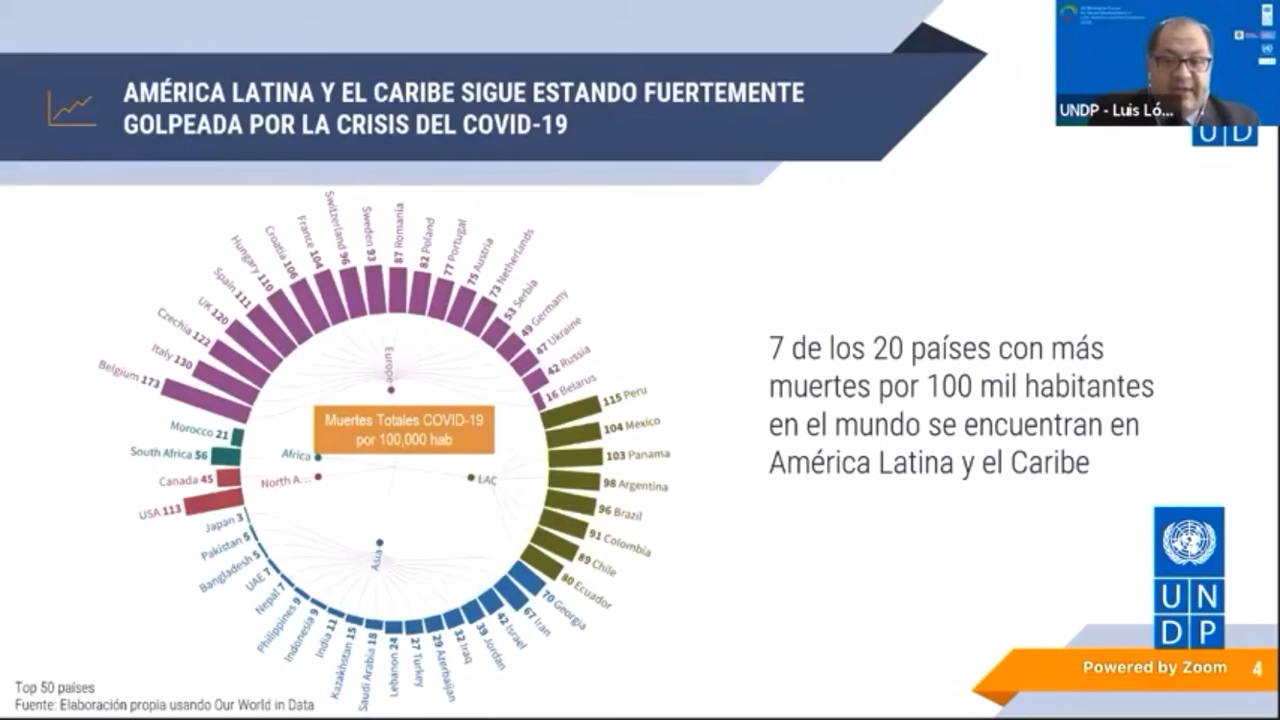 AMÉRICA LATINA Y EL CARIBE SIGUE ESTANDO FUERTEMENTE
GOLPEADA POR LA CRISIS DEL COVID-19
UNDP - Luis Ló...
U D
Belgium 173
Italy 130
Czechia 122
UK 120
Spain 111
Hungary 110
Croatia 106
France 104
Switzerland 96
Sweden 93
87 Romania
82 Poland
77 Portugal
75 Austria
73 Netherlands
53 Serbia
49 Germany
47 Ukraine
42 Russia
16 Belarus
115 Peru
104 Mexico
103 Panama
98 Argentina
96 Brazil
91 Colombia
89 Chile
80 Ecuador
70 Georgia
67 Iran
42 Israel
39 Jordan
32 Iraq
29 Azerbaijan
27 Turkey
Lebanon 24
Saudi Arabia 18
Kazakhstan 15
India 11
Indonesia 9
Philippines 9
Nepal 7
UAE 7
Bangladesh 5
Pakistan 5
Japan 3
USA 113
Canada 45
South Africa 56
Morocco 21
Europe
Muertes Totales COVID-19
por 100,000 hab
Africa
North A...
LAC
Asia
7 de los 20 países con más
muertes por 100 mil habitantes
en el mundo se encuentran en
América Latina y el Caribe
U N
D P
Powered by Zoom 4
Top 50 países
Fuente: Elaboración propia usando Our World in Data